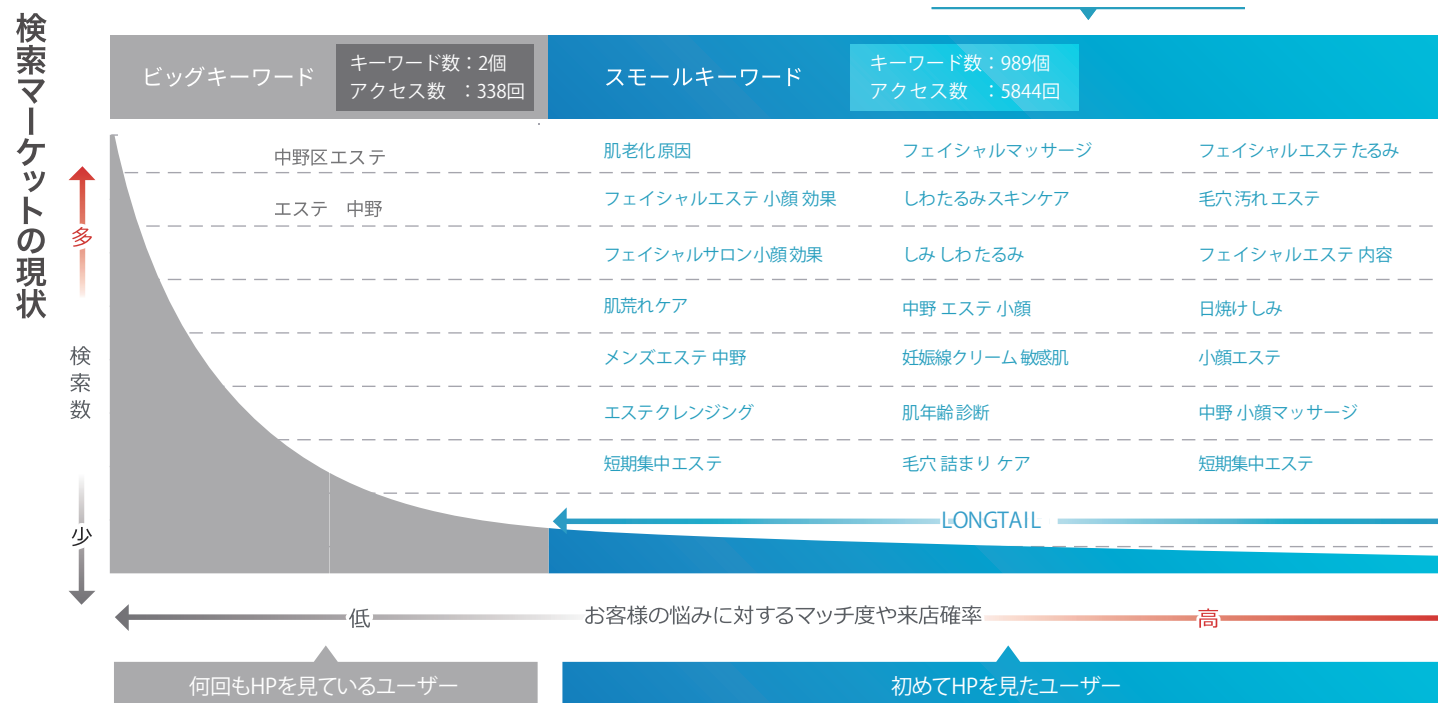 検索マーケットの現状
ビッグキーワード
キーワード数：2個
アクセス数　：338回
スモールキーワード
キーワード数：989個
アクセス数　：5844回
中野区エステ
エステ　中野
肌老化 原因
フェイシャルマッサージ
フェイシャルエステ たるみ
フェイシャルエステ 小顔 効果
しわたるみスキンケア
毛穴 汚れ エステ
フェイシャルサロン小顔 効果
しみ しわ たるみ
フェイシャルエステ 内容
肌荒れケア
中野 エステ 小顔
日焼けしみ
メンズエステ 中野
妊娠線クリーム 敏感肌
小顔エステ
エステクレンジング
肌年齢 診断
中野 小顔マッサージ
短期集中エステ
毛穴 詰まり ケア
短期集中エステ
LONGTAIL
多
検索数
少
低
お客様の悩みに対するマッチ度や来店確率
高
何回もHPを見ているユーザー
初めてHPを見たユーザー